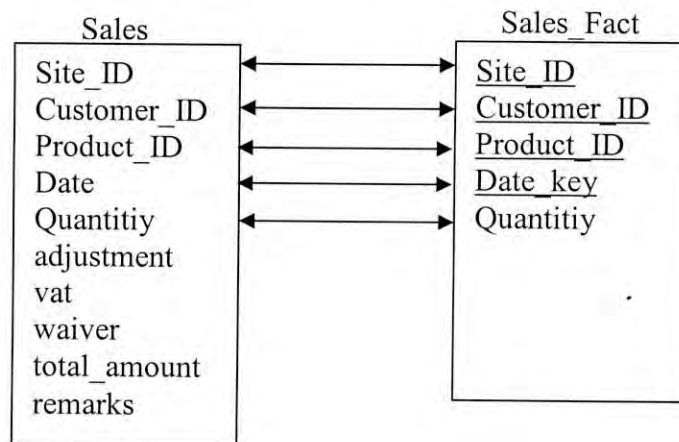 Sales
Site_ID
Customer_ID
Product_ID
Date
Quantitiy
adjustment
vat
waiver
total_amount
remarks
Sales_Fact
Site_ID
Customer_ID
Product_ID
Date_key
Quantitiy